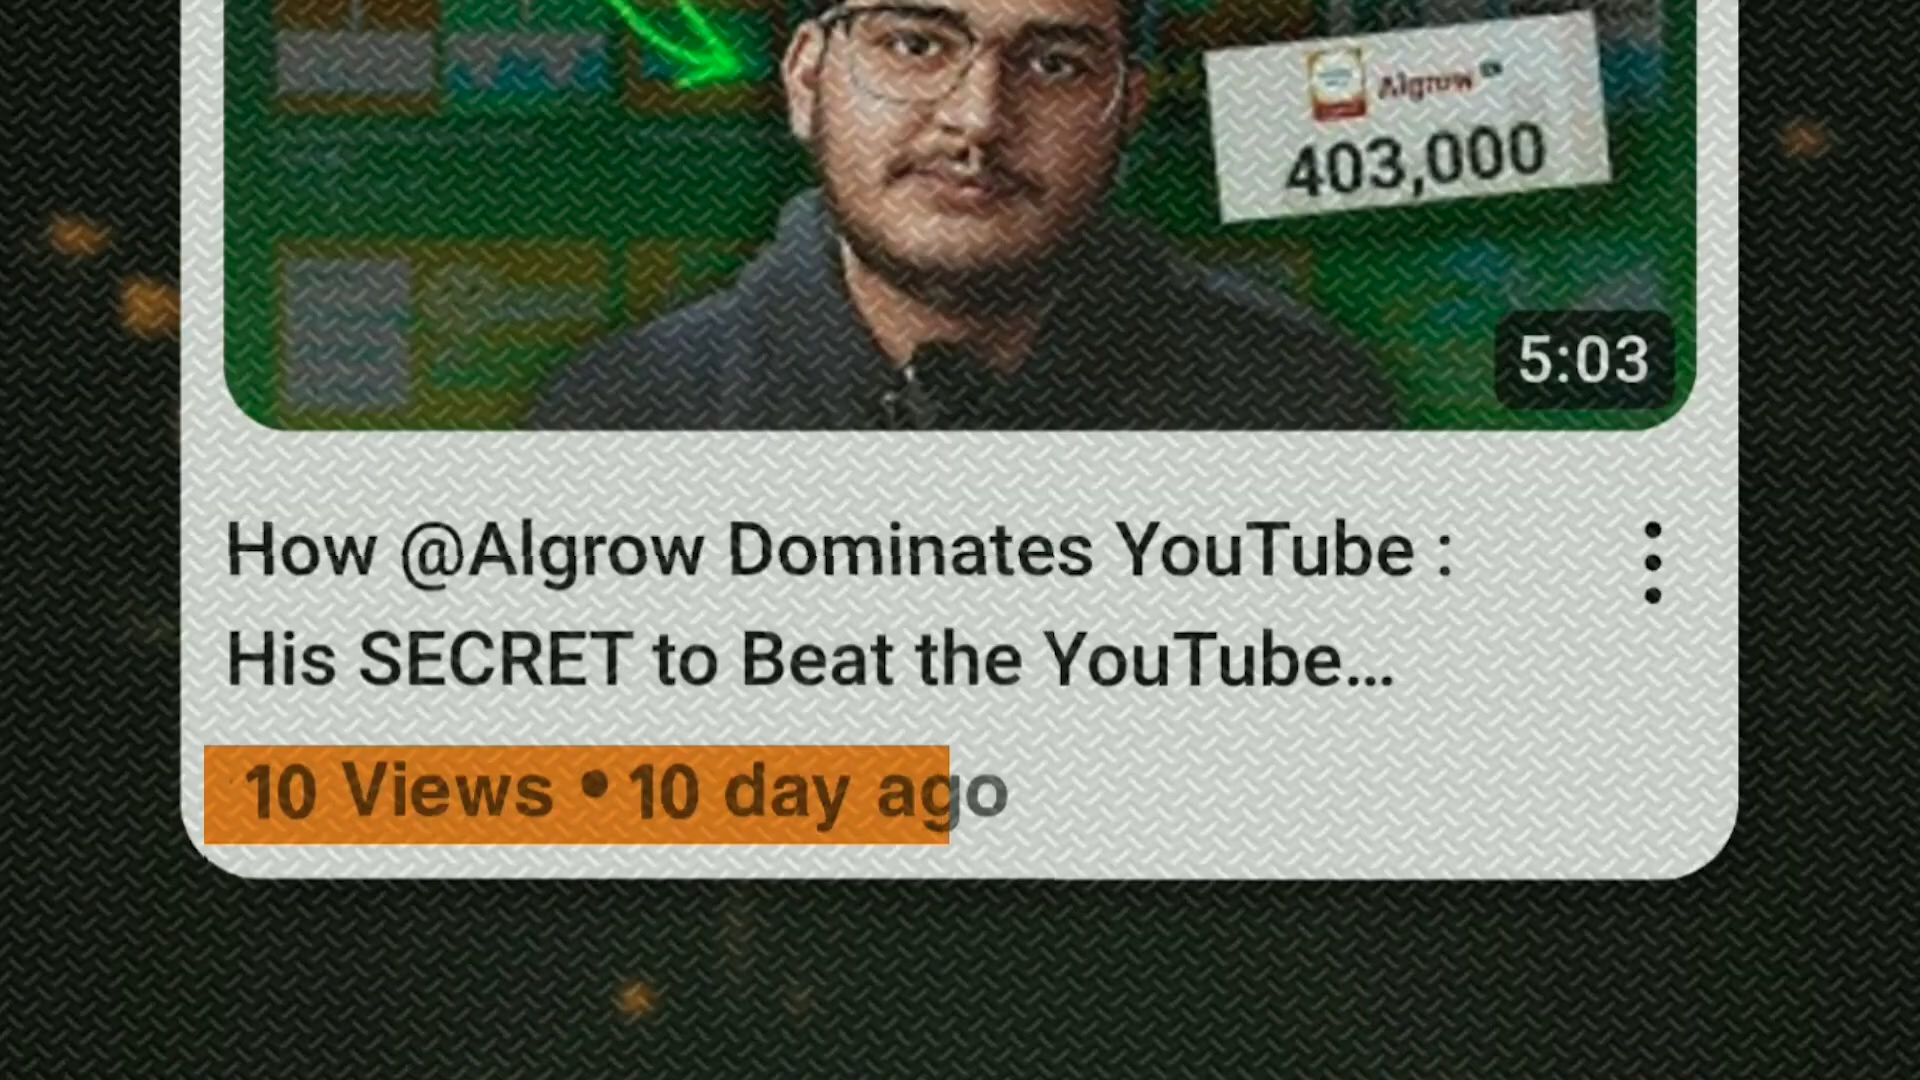 Algrow
403,000
5:03
How @Algrow Dominates YouTube :
His SECRET to Beat the YouTube...
10 Views • 10 day ago